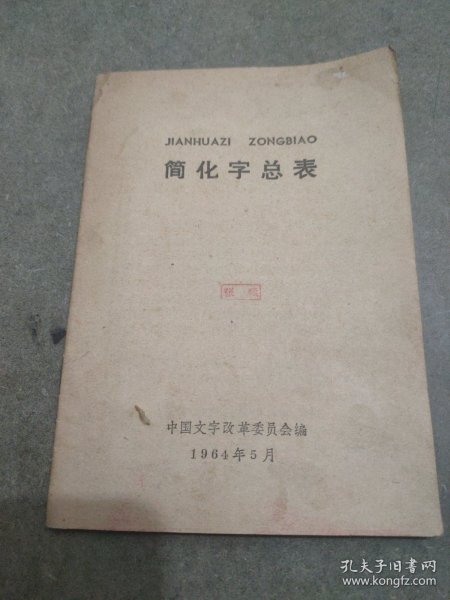 JIANHUAZI ZONGBIAO
简化字总表
中国文字改革委员会编
1964年5月
孔夫子旧书网
www.kongfz.com